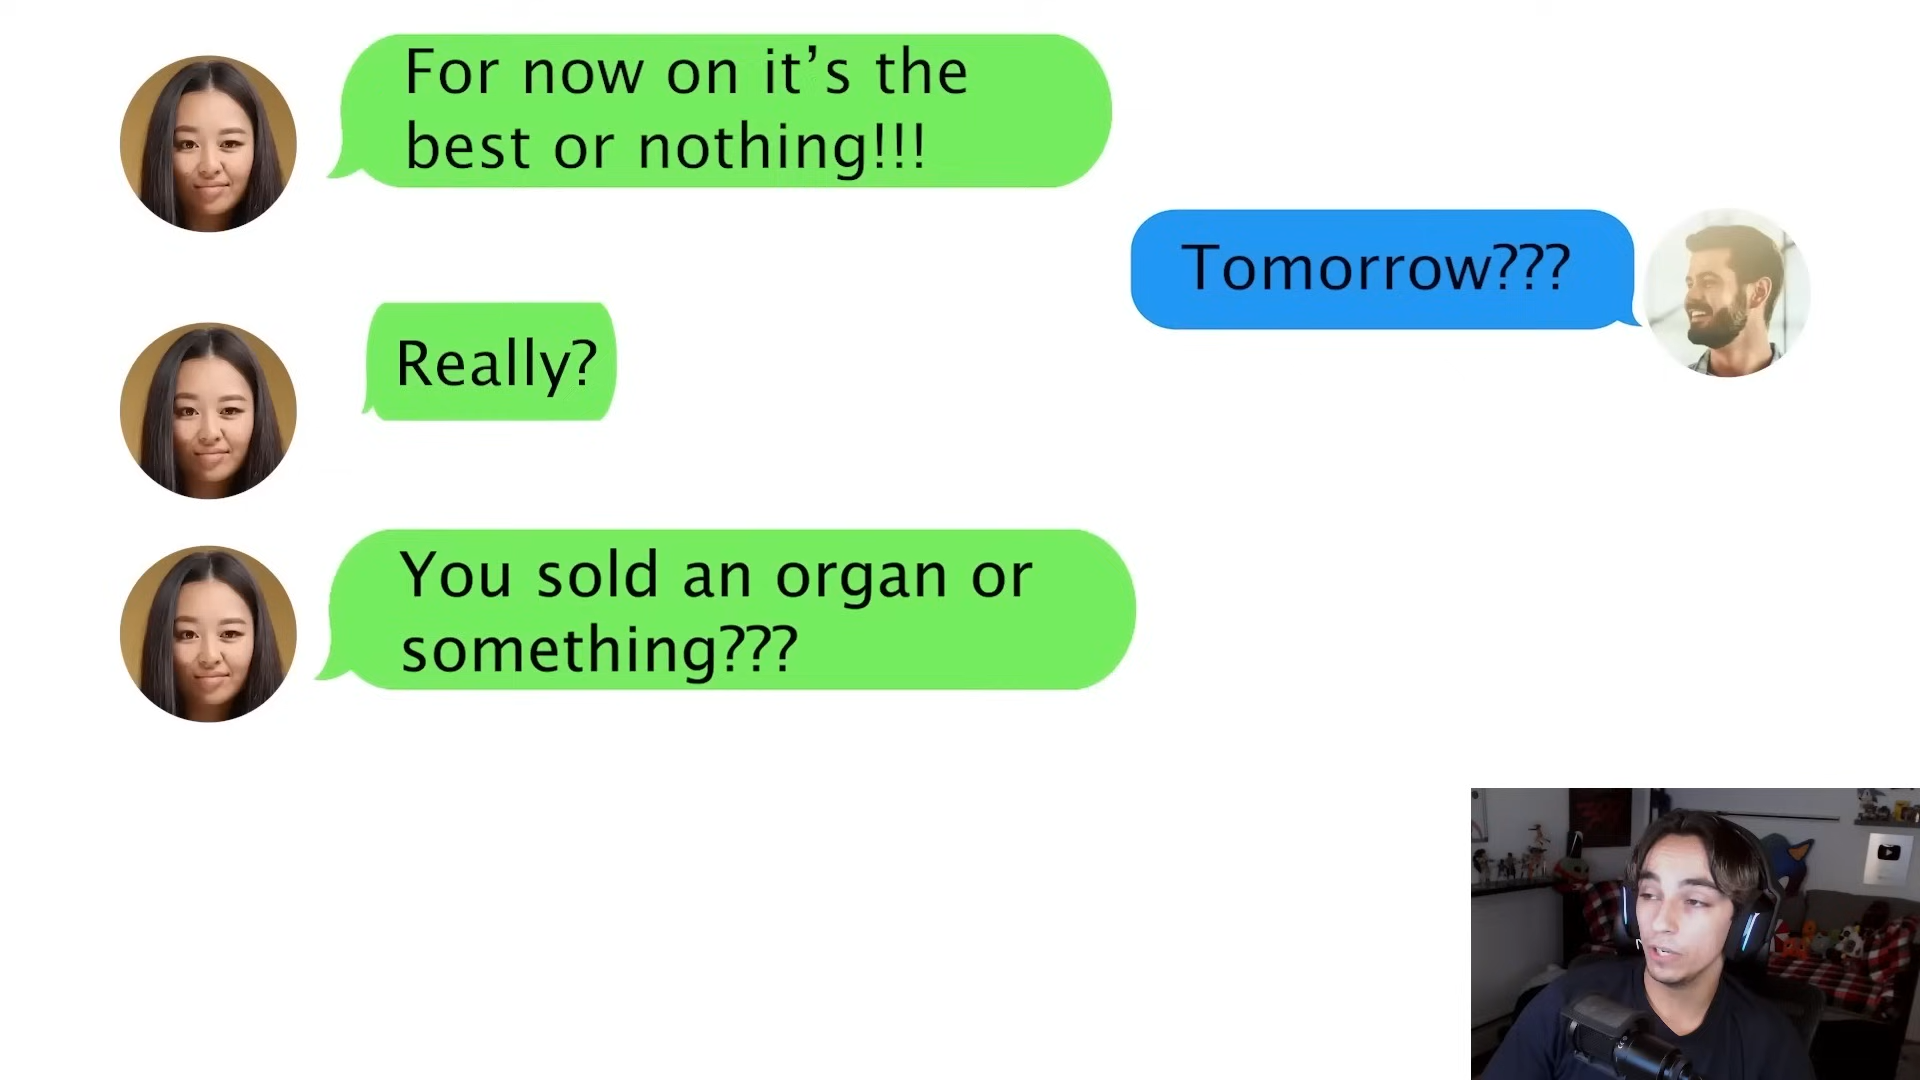 For now on it’s the
best or nothing!!!
Tomorrow???
Really?
You sold an organ or
something???